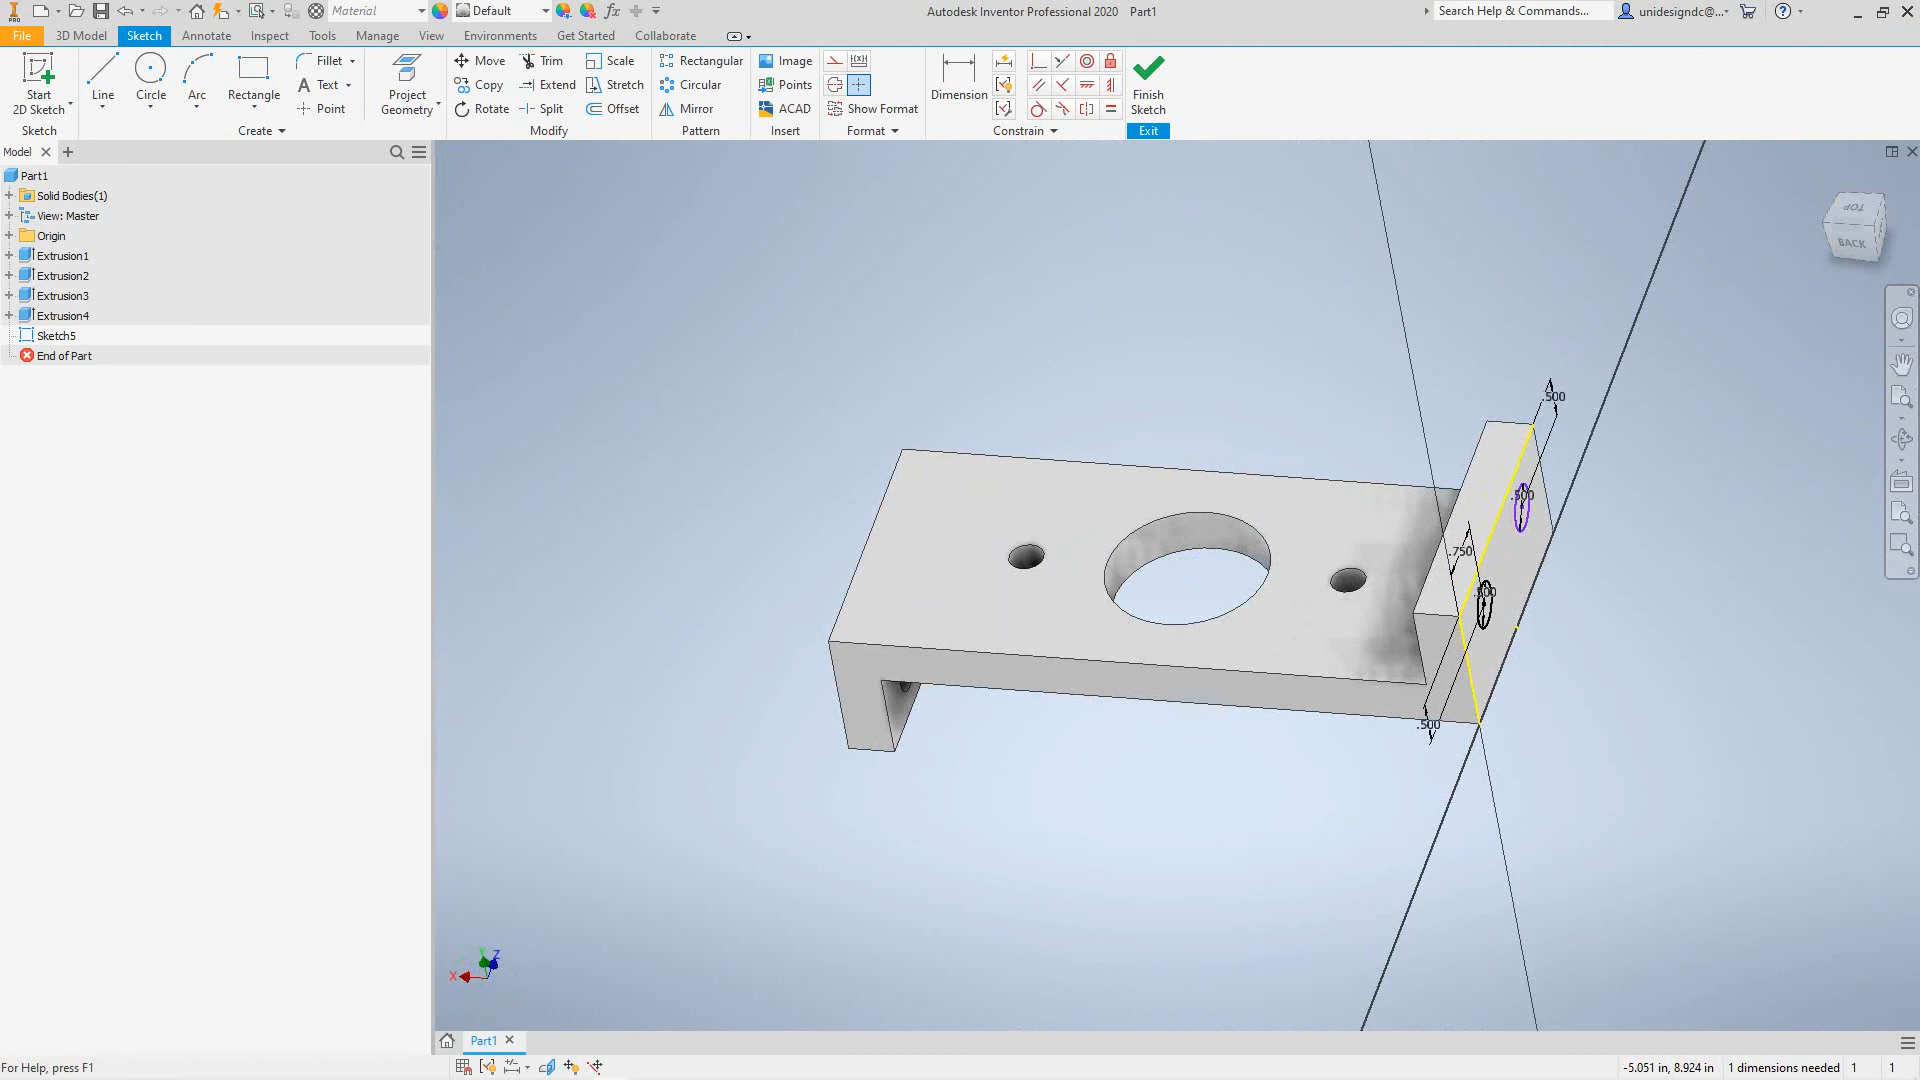 PRO
Material
Default
fx
Autodesk Inventor Professional 2020 Part1
Search Help & Commands...
unidesigndc@...
File
3D Model
Sketch
Annotate
Inspect
Tools
Manage
View
Environments
Get Started
Collaborate
Start
2D Sketch
Sketch
Line
Circle
Arc
Rectangle
Fillet
Text
Point
Create
Project
Geometry
Move
Copy
Rotate
Trim
Extend
Split
Scale
Stretch
Offset
Modify
Rectangular
Circular
Mirror
Pattern
Image
Points
ACAD
Insert
Show Format
Format
Dimension
Constrain
Finish
Sketch
Exit
Model
Part1
Solid Bodies(1)
View: Master
Origin
Extrusion1
Extrusion2
Extrusion3
Extrusion4
Sketch5
End of Part
TOP
BACK
.500
.500
.750
.500
.500
X
Y
Z
Part1
For Help, press F1
-5.051 in, 8.924 in
1 dimensions needed
1
1